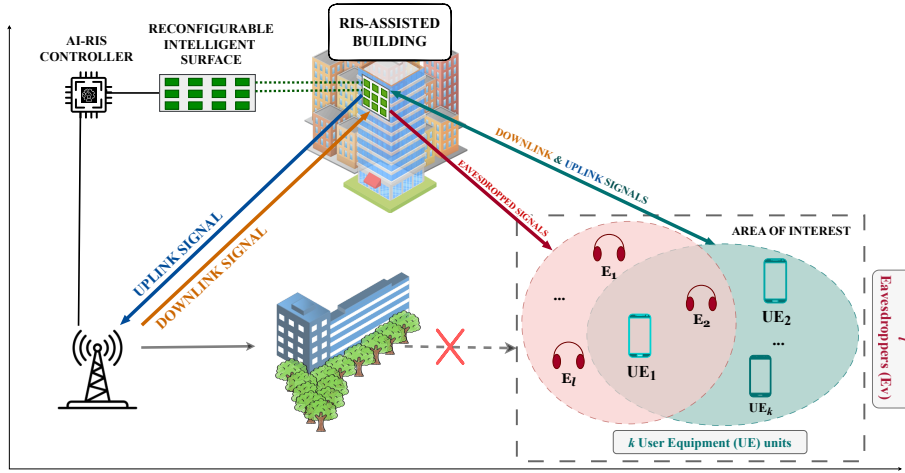 AI-RIS
CONTROLLER
RECONFIGURABLE
INTELLIGENT
SURFACE
RIS-ASSISTED
BUILDING
DOWNLINK & UPLINK SIGNALS
EAVESDROPPED SIGNALS
UPLINK SIGNAL
DOWNLINK SIGNAL
AREA OF INTEREST
E1
...
E2
UE2
UE1
...
El
UEk
k User Equipment (UE) units
l
Eavesdroppers (Ev)